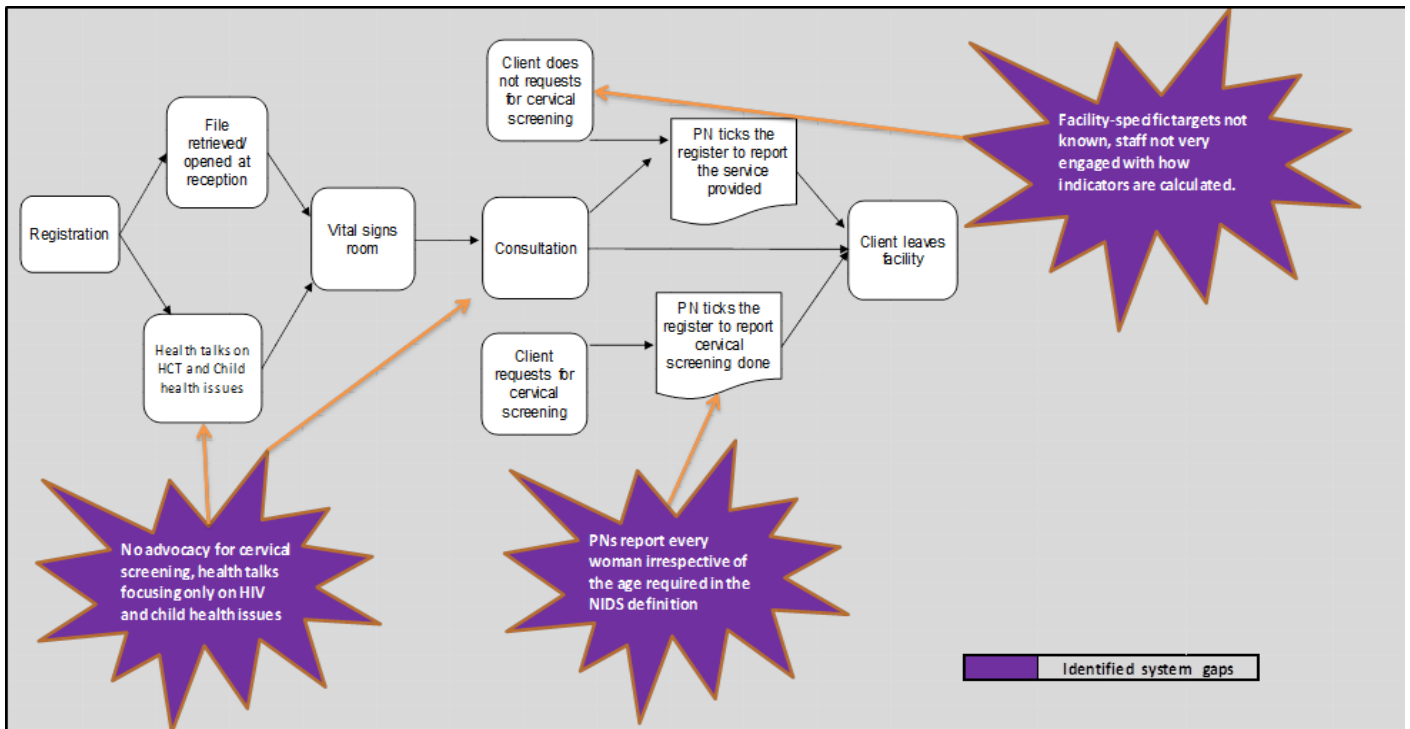 Client does
not requests
for cervical
screening
File
retrieved/
opened at
reception
PN ticks the
register to
report the
service
provided
Facility-specific targets
not known, staff not very
engaged with how
indicators are calculated.
Registration
Vital signs
room
Consultation
Client leaves
facility
Health talks on
HCT and Child
health issues
PN ticks the
register to report
cervical
screening done
Client
requests for
cervical
screening
No advocacy for cervical
screening, health talks
focusing only on HIV
and child health issues
PNs report every
woman irrespective of
the age required in the
NIDS definition
Identified system gaps